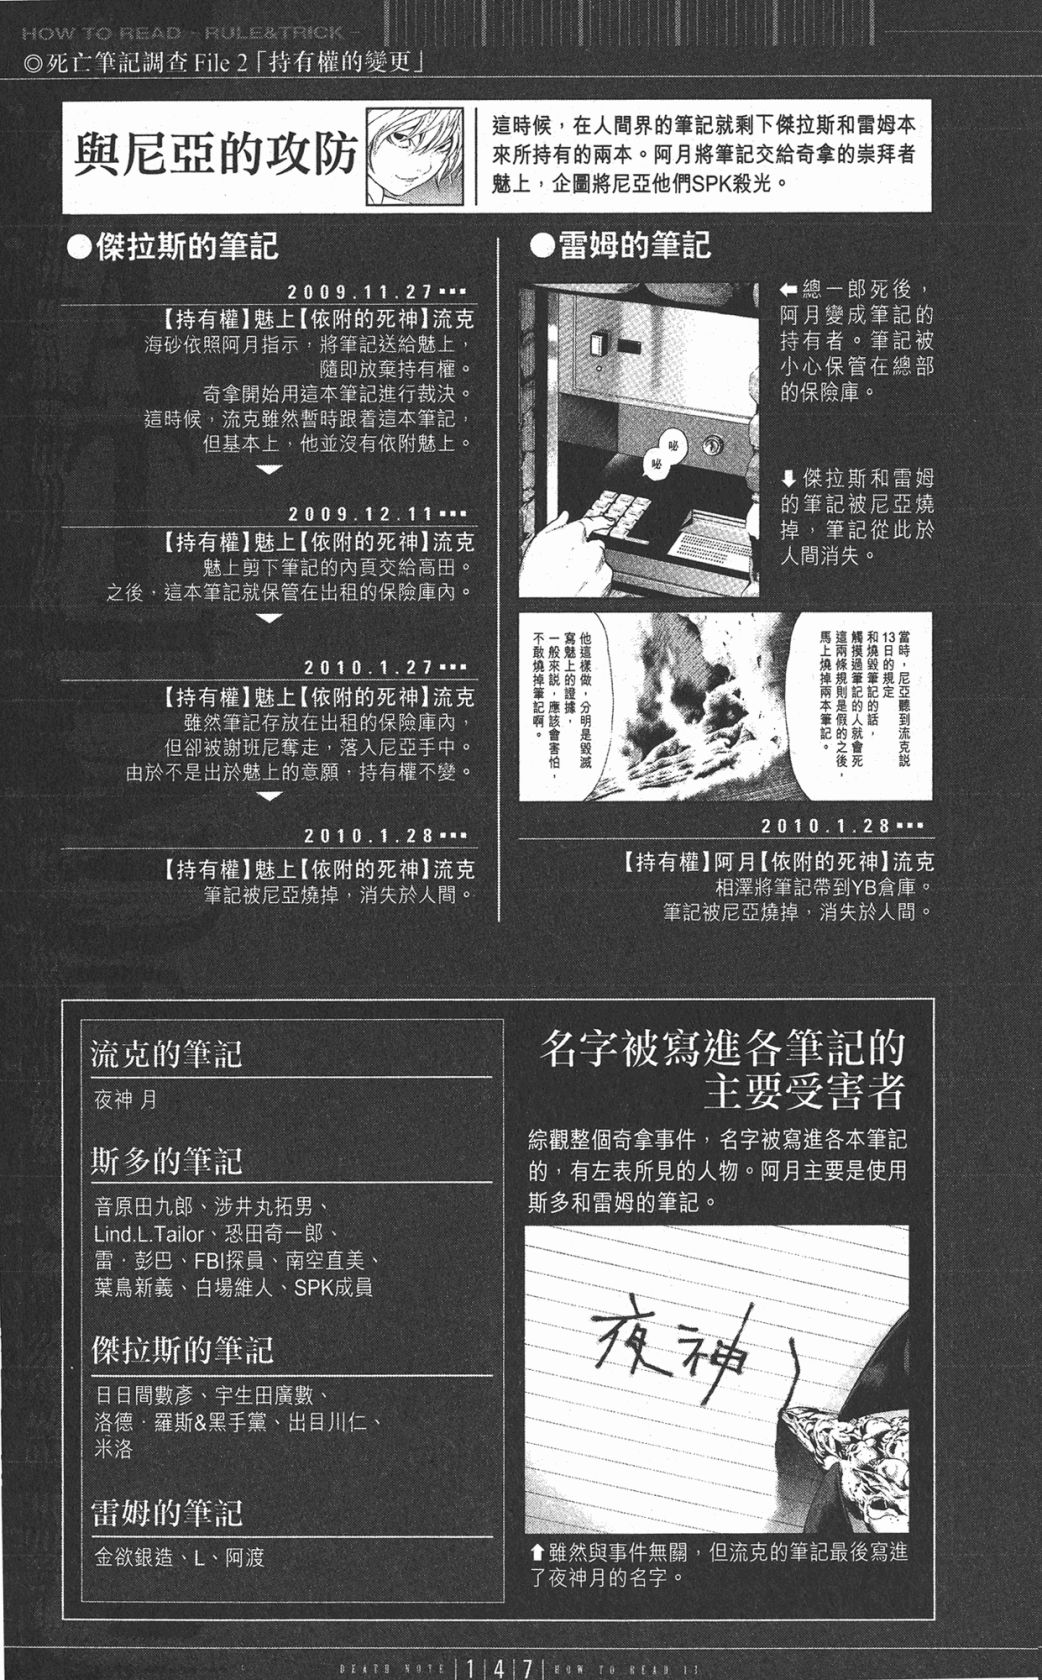 HOW TO READ - RULE&TRICK -
◎死亡筆記調查 File 2「持有權的變更」
與尼亞的攻防
這時候，在人間界的筆記就剩下傑拉斯和雷姆本
來所持有的兩本。阿月將筆記交給奇拿的崇拜者
魅上，企圖將尼亞他們SPK殺光。
●傑拉斯的筆記
2009.11.27
【持有權】魅上【依附的死神】流克
海砂依照阿月指示，將筆記送給魅上，
隨即放棄持有權。
奇拿開始用這本筆記進行裁決。
這時候，流克雖然暫時跟着這本筆記，
但基本上，他並沒有依附魅上。
2009.12.11
【持有權】魅上【依附的死神】流克
魅上剪下筆記的內頁交給高田。
之後，這本筆記就保管在出租的保險庫內。
2010.1.27
【持有權】魅上【依附的死神】流克
雖然筆記存放在出租的保險庫內，
但卻被謝班尼奪走，落入尼亞手中。
由於不是出於魅上的意願，持有權不變。
2010.1.28
【持有權】魅上【依附的死神】流克
筆記被尼亞燒掉，消失於人間。
●雷姆的筆記
⬅總一郎死後，
阿月變成筆記的
持有者。筆記被
小心保管在總部
的保險庫。
⬇傑拉斯和雷姆
的筆記被尼亞燒
掉，筆記從此於
人間消失。
咇
咇
當時，尼亞聽到流克說
13日的規定
和燒毀筆記的話，
觸摸過筆記的人就會死
這兩條規則是假的之後，
馬上燒掉兩本筆記。
他這樣做，分明是毀滅
寫魅上的證據，
一般來說，應該會害怕，
不敢燒掉筆記啊。
2010.1.28
【持有權】阿月【依附的死神】流克
相澤將筆記帶到YB倉庫。
筆記被尼亞燒掉，消失於人間。
名字被寫進各筆記的
主要受害者
綜觀整個奇拿事件，名字被寫進各本筆記
的，有左表所見的人物。阿月主要是使用
斯多和雷姆的筆記。
流克的筆記
夜神 月
斯多的筆記
音原田九郎、涉井丸拓男、
Lind.L.Tailor、恐田奇一郎、
雷．彭巴、FBI探員、南空直美、
葉鳥新義、白場維人、SPK成員
傑拉斯的筆記
日日間數彥、宇生田廣數、
洛德．羅斯&黑手黨、出目川仁、
米洛
雷姆的筆記
金欲銀造、L、阿渡
夜神
⬆雖然與事件無關，但流克的筆記最後寫進
了夜神月的名字。
DEATH NOTE 147 HOW TO READ 13